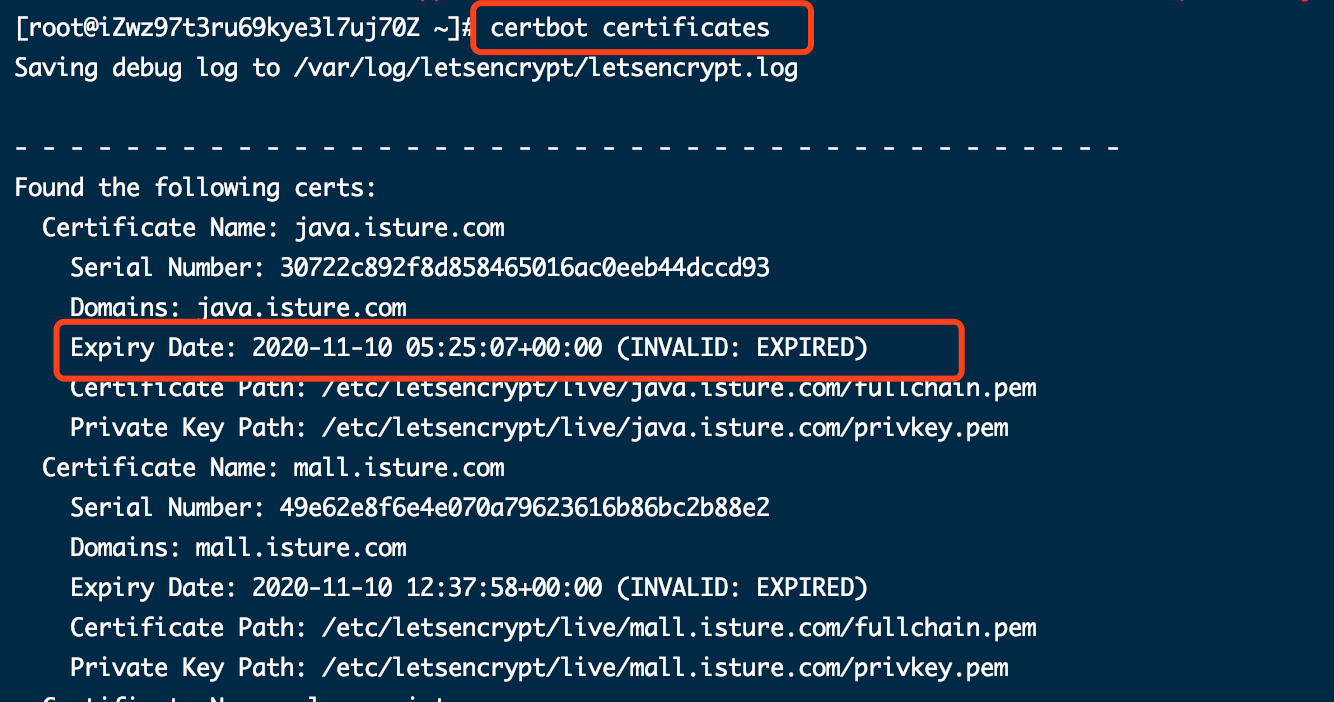 [root@iZwz97t3ru69kye3l7uj70Z ~]# certbot certificates
Saving debug log to /var/log/letsencrypt/letsencrypt.log
- - - - - - - - - - - - - - - - - - - - - - - - - - - - - - - - - - - - - - - -
Found the following certs:
Certificate Name: java.isture.com
Serial Number: 30722c892f8d858465016ac0eeb44dccd93
Domains: java.isture.com
Expiry Date: 2020-11-10 05:25:07+00:00 (INVALID: EXPIRED)
Certificate Path: /etc/letsencrypt/live/java.isture.com/fullchain.pem
Private Key Path: /etc/letsencrypt/live/java.isture.com/privkey.pem
Certificate Name: mall.isture.com
Serial Number: 49e62e8f6e4e070a79623616b86bc2b88e2
Domains: mall.isture.com
Expiry Date: 2020-11-10 12:37:58+00:00 (INVALID: EXPIRED)
Certificate Path: /etc/letsencrypt/live/mall.isture.com/fullchain.pem
Private Key Path: /etc/letsencrypt/live/mall.isture.com/privkey.pem